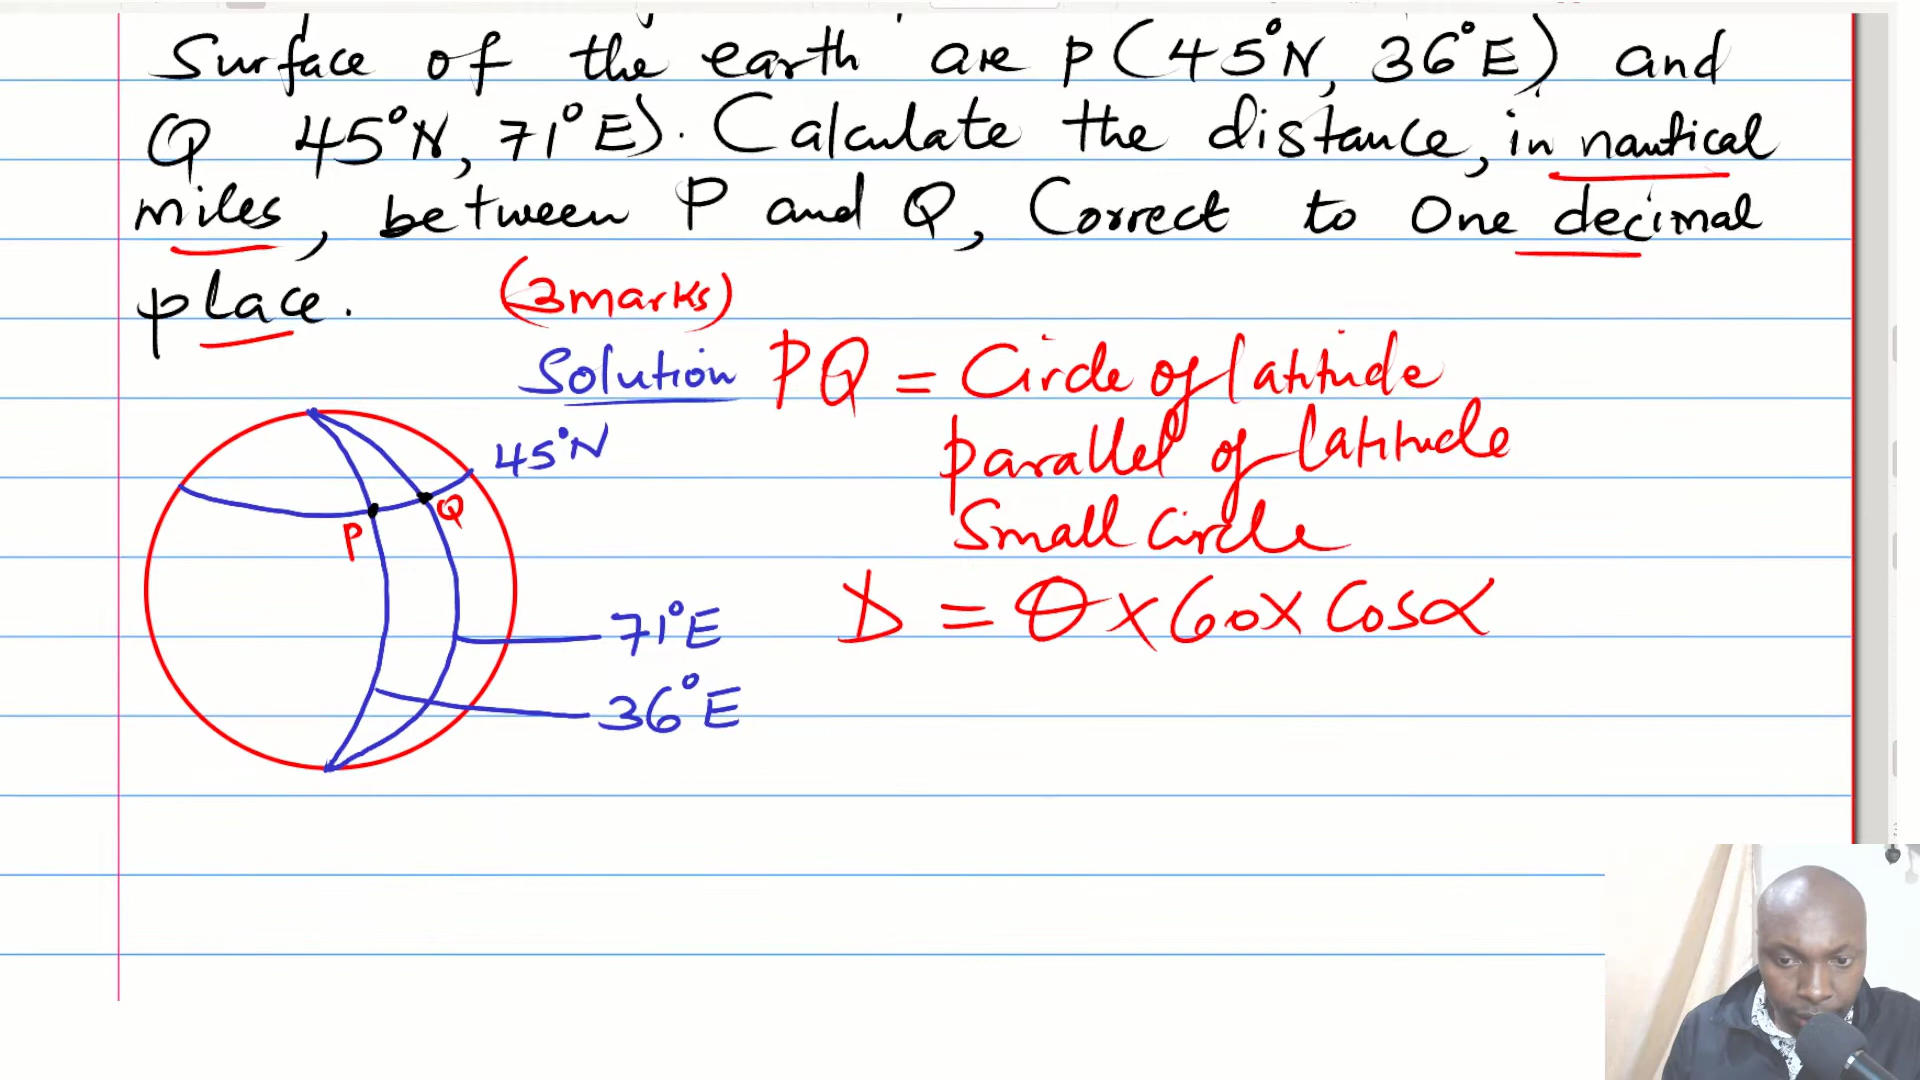 Surface of the earth are P(45°N, 36°E) and
Q 45°N, 71°E). Calculate the distance, in nautical
miles, between P and Q, Correct to One decimal
place. (3marks)
Solution PQ = Circle of latitude
parallel of latitude
Small Circle
D = θ × 60 × Cosα
45°N
P Q
71°E
36°E